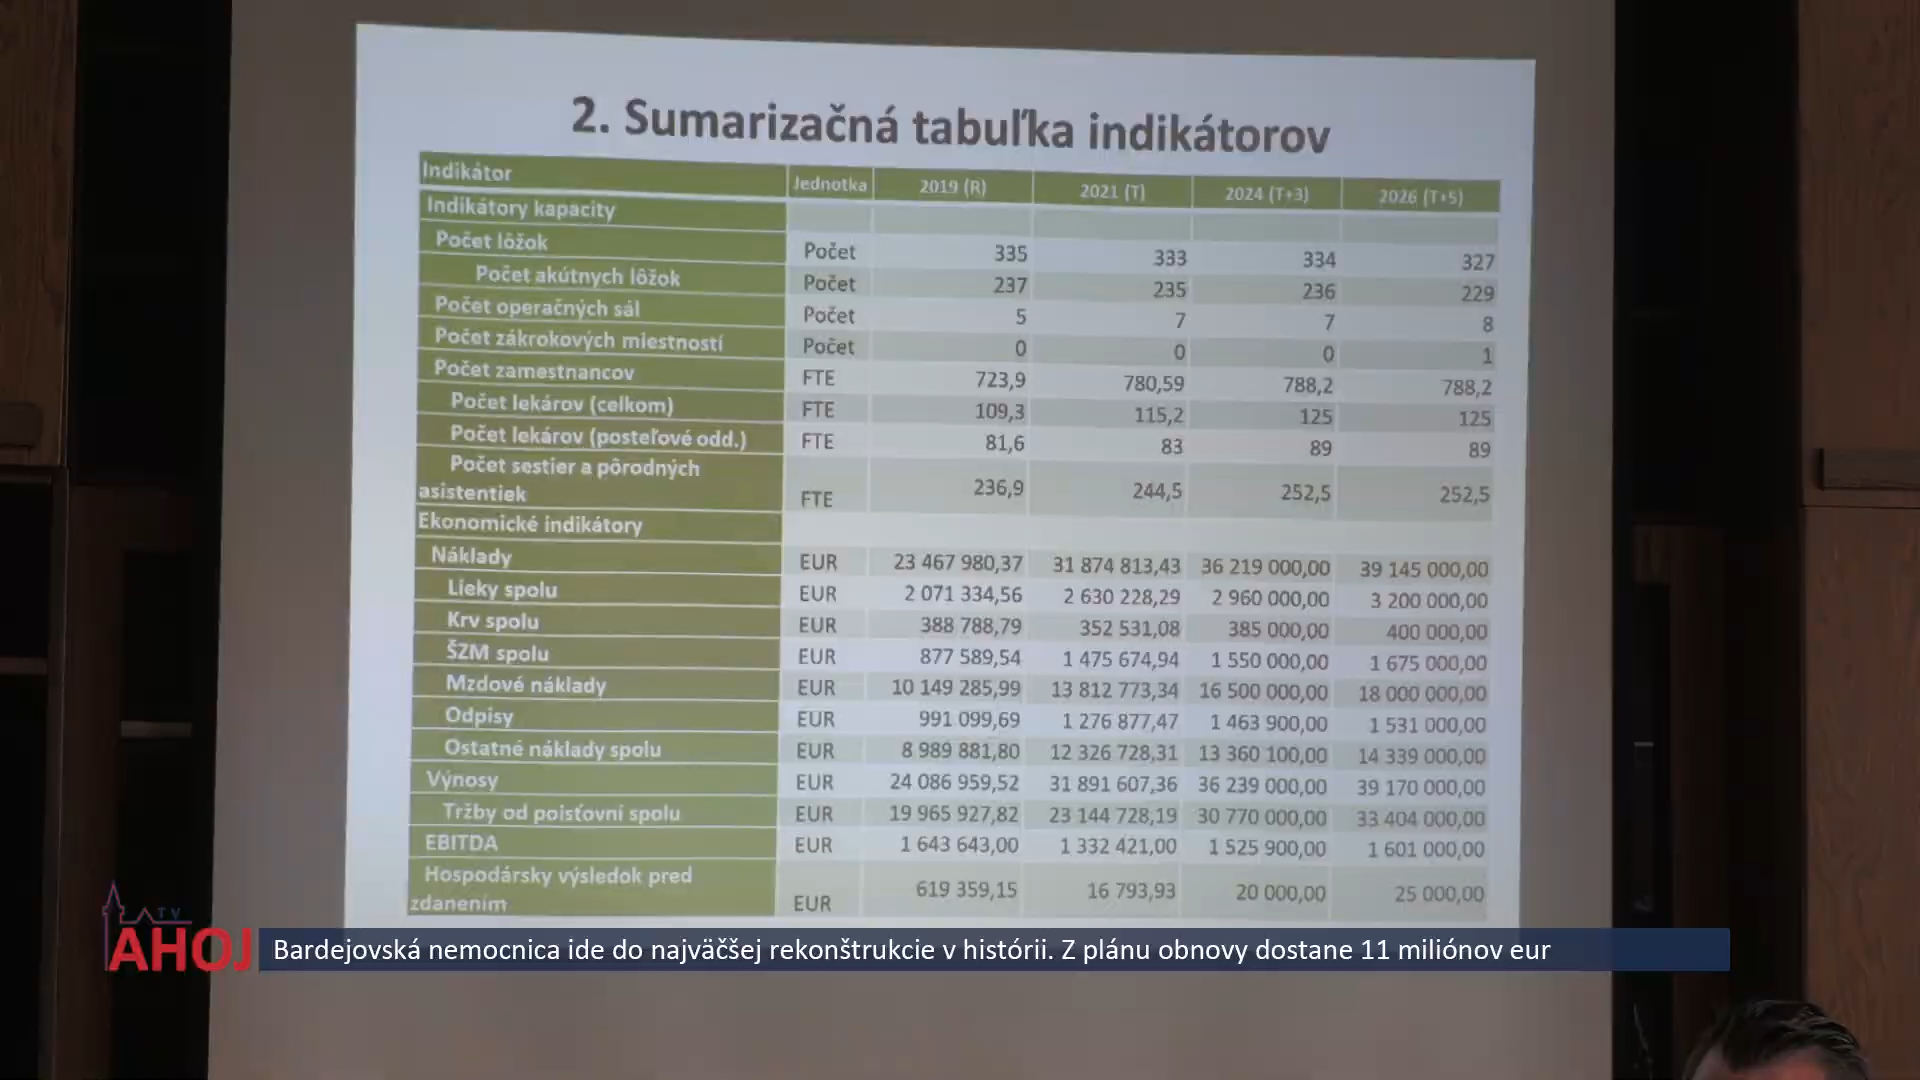 2. Sumarizačná tabuľka indikátorov
Indikátor Jednotka 2019 (R) 2021 (T) 2024 (T+3) 2026 (T+5)
Indikátory kapacity
Počet lôžok Počet 335 333 334 327
Počet akútnych lôžok Počet 237 235 236 229
Počet operačných sál Počet 5 7 7 8
Počet zákrokových miestností Počet 0 0 0 1
Počet zamestnancov FTE 723,9 780,59 788,2 788,2
Počet lekárov (celkom) FTE 109,3 115,2 125 125
Počet lekárov (posteľové odd.) FTE 81,6 83 89 89
Počet sestier a pôrodných
asistentiek FTE 236,9 244,5 252,5 252,5
Ekonomické indikátory
Náklady EUR 23 467 980,37 31 874 813,43 36 219 000,00 39 145 000,00
Lieky spolu EUR 2 071 334,56 2 630 228,29 2 960 000,00 3 200 000,00
Krv spolu EUR 388 788,79 352 531,08 385 000,00 400 000,00
ŠZM spolu EUR 877 589,54 1 475 674,94 1 550 000,00 1 675 000,00
Mzdové náklady EUR 10 149 285,99 13 812 773,34 16 500 000,00 18 000 000,00
Odpisy EUR 991 099,69 1 276 877,47 1 463 900,00 1 531 000,00
Ostatné náklady spolu EUR 8 989 881,80 12 326 728,31 13 360 100,00 14 339 000,00
Výnosy EUR 24 086 959,52 31 891 607,36 36 239 000,00 39 170 000,00
Tržby od poisťovní spolu EUR 19 965 927,82 23 144 728,19 30 770 000,00 33 404 000,00
EBITDA EUR 1 643 643,00 1 332 421,00 1 525 900,00 1 601 000,00
Hospodársky výsledok pred
zdanením EUR 619 359,15 16 793,93 20 000,00 25 000,00
TV
AHOJ
Bardejovská nemocnica ide do najväčšej rekonštrukcie v histórii. Z plánu obnovy dostane 11 miliónov eur